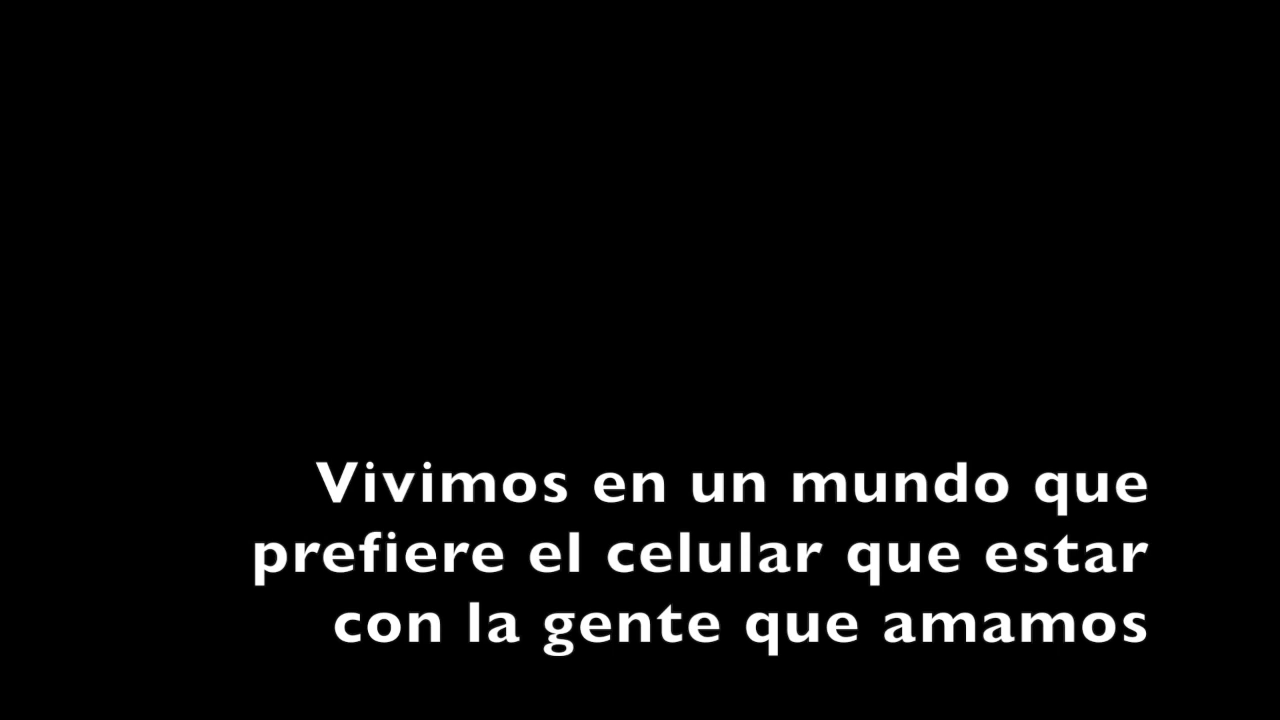 Vivimos en un mundo que
prefiere el celular que estar
con la gente que amamos